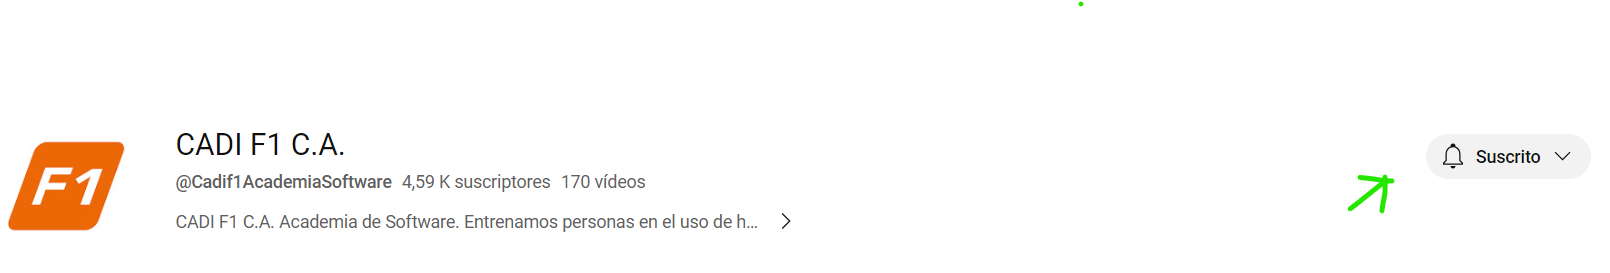 F1
CADI F1 C.A.
@Cadif1AcademiaSoftware 4,59 K suscriptores 170 vídeos
CADI F1 C.A. Academia de Software. Entrenamos personas en el uso de h...
Suscrito